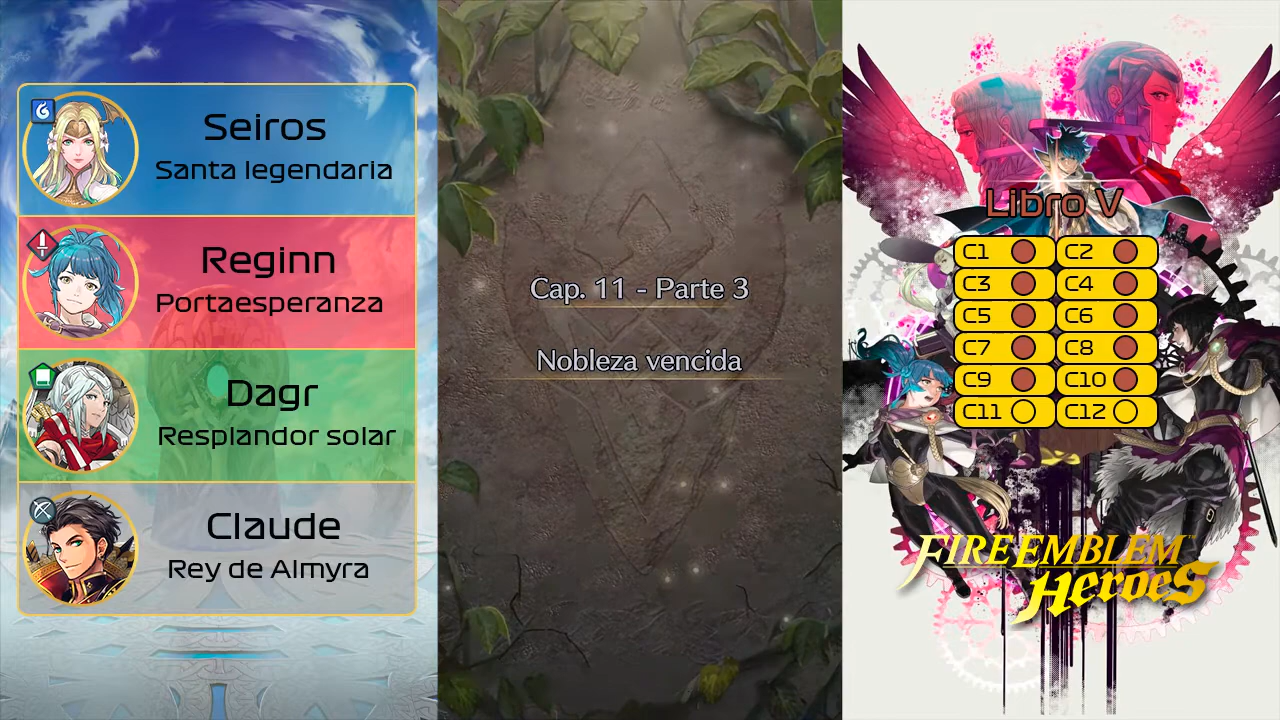 Seiros
Santa legendaria
Reginn
Portaesperanza
Dagr
Resplandor solar
Claude
Rey de Almyra
Cap. 11 - Parte 3
Nobleza vencida
Libro V
C1 C2
C3 C4
C5 C6
C7 C8
C9 C10
C11 C12
FIRE EMBLEM
Heroes